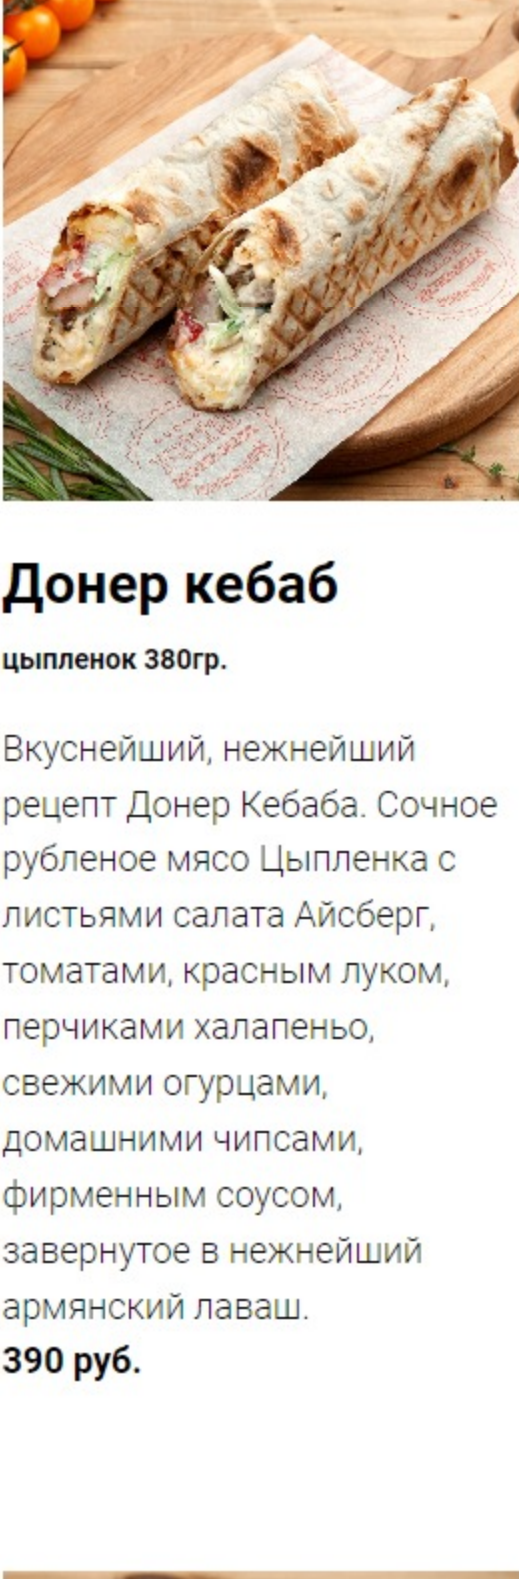 Донер кебаб
цыпленок 380гр.
Вкуснейший, нежнейший
рецепт Донер Кебаба. Сочное
рубленое мясо Цыпленка с
листьями салата Айсберг,
томатами, красным луком,
перчиками халапеньо,
свежими огурцами,
домашними чипсами,
фирменным соусом,
завернутое в нежнейший
армянский лаваш.
390 руб.